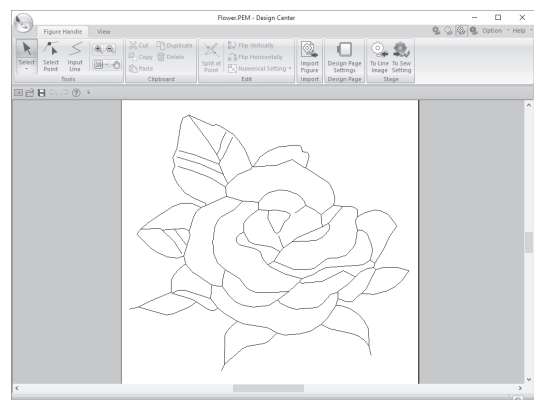 Flower.PEM - Design Center
Figure Handle View Option Help
Select
Select Point
Input Line
Tools
Cut Duplicate
Copy Delete
Paste
Clipboard
Split at Point
Flip Vertically
Flip Horizontally
Numerical Setting
Edit
Import Figure
Import
Design Page Settings
Design Page
To Line Image
To Sew Setting
Stage